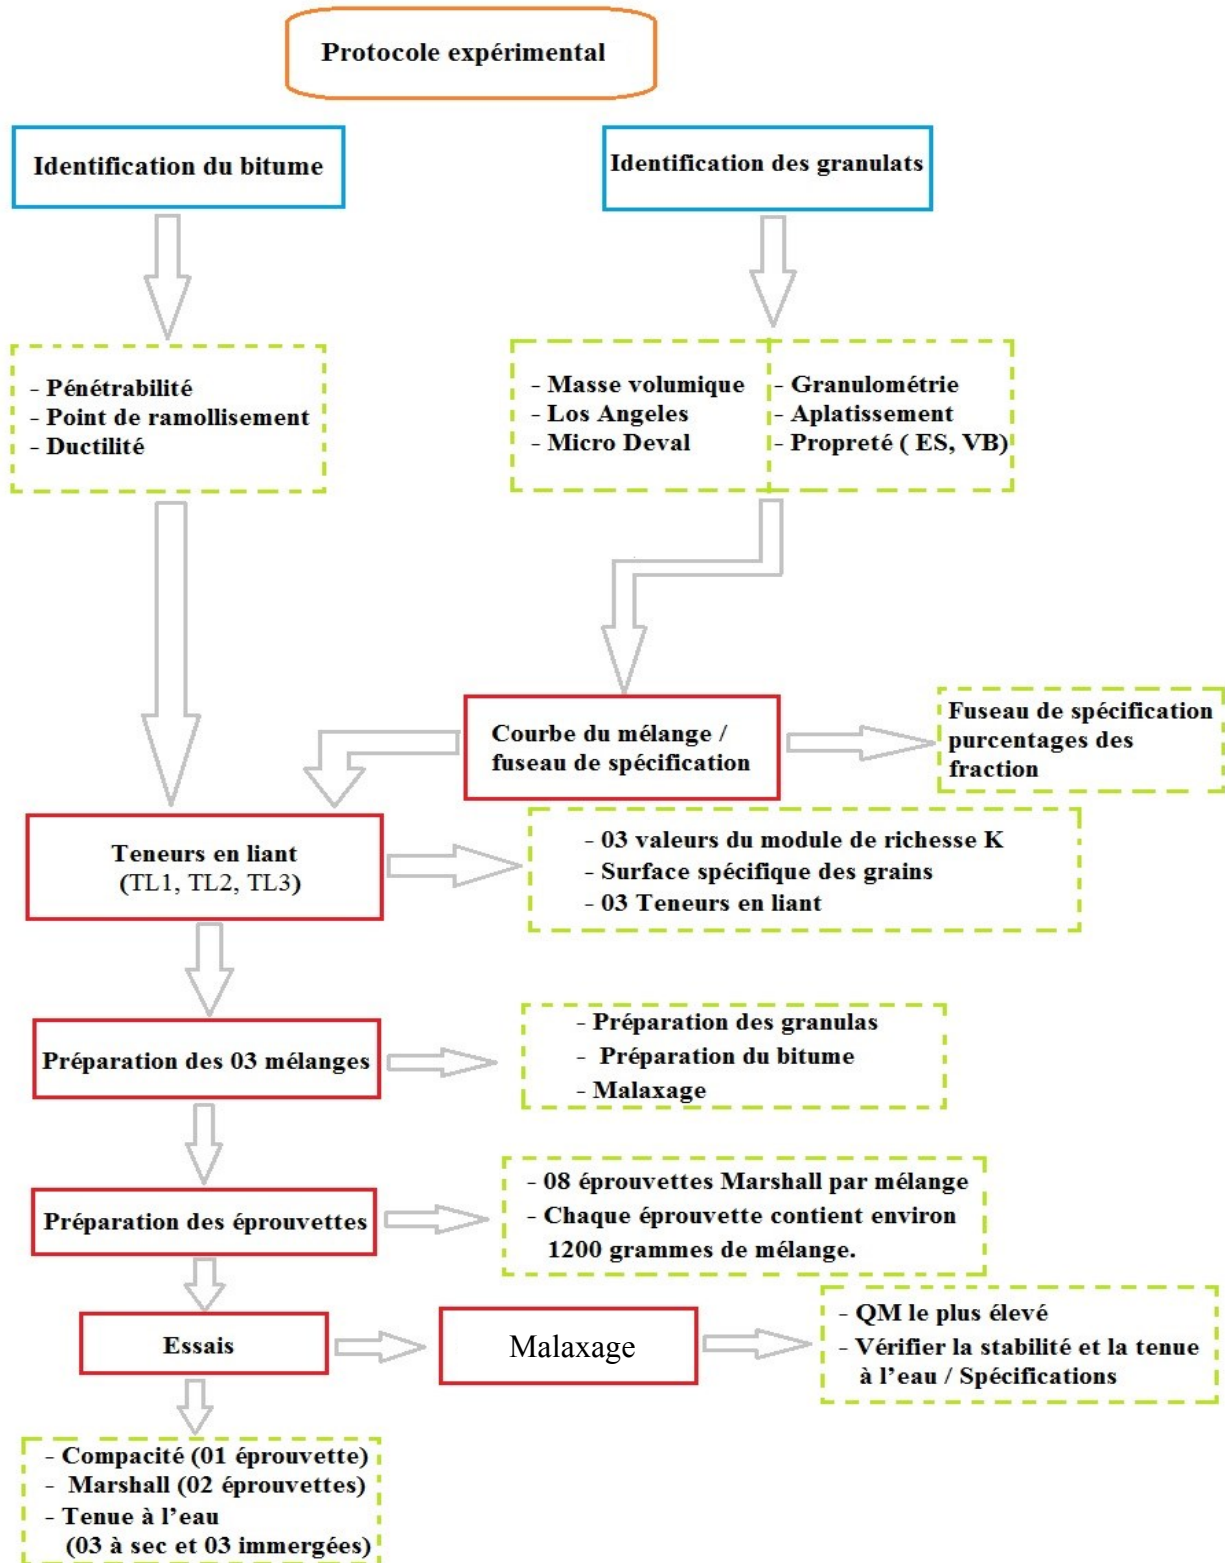 Protocole expérimental
Identification du bitume
Identification des granulats
- Pénétrabilité
- Point de ramollisement
- Ductilité
- Masse volumique
- Los Angeles
- Micro Deval
- Granulométrie
- Aplatissement
- Propreté ( ES, VB)
Courbe du mélange /
fuseau de spécification
Fuseau de spécification
purcentages des
fraction
Teneurs en liant
(TL1, TL2, TL3)
- 03 valeurs du module de richesse K
- Surface spécifique des grains
- 03 Teneurs en liant
Préparation des 03 mélanges
- Préparation des granulas
- Préparation du bitume
- Malaxage
Préparation des éprouvettes
- 08 éprouvettes Marshall par mélange
- Chaque éprouvette contient environ
1200 grammes de mélange.
Essais
Malaxage
- QM le plus élevé
- Vérifier la stabilité et la tenue
à l’eau / Spécifications
- Compacité (01 éprouvette)
- Marshall (02 éprouvettes)
- Tenue à l’eau
(03 à sec et 03 immergées)